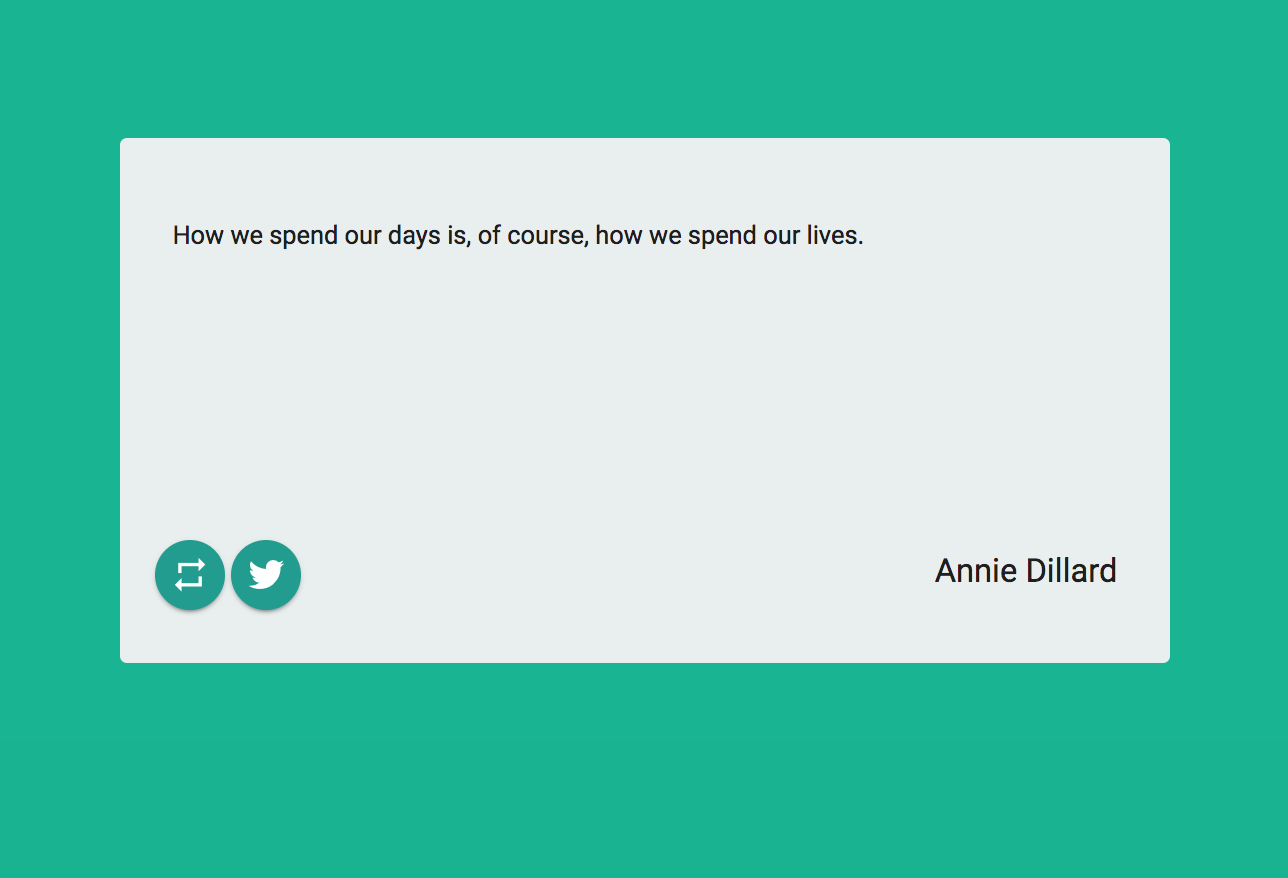 How we spend our days is, of course, how we spend our lives.
Annie Dillard